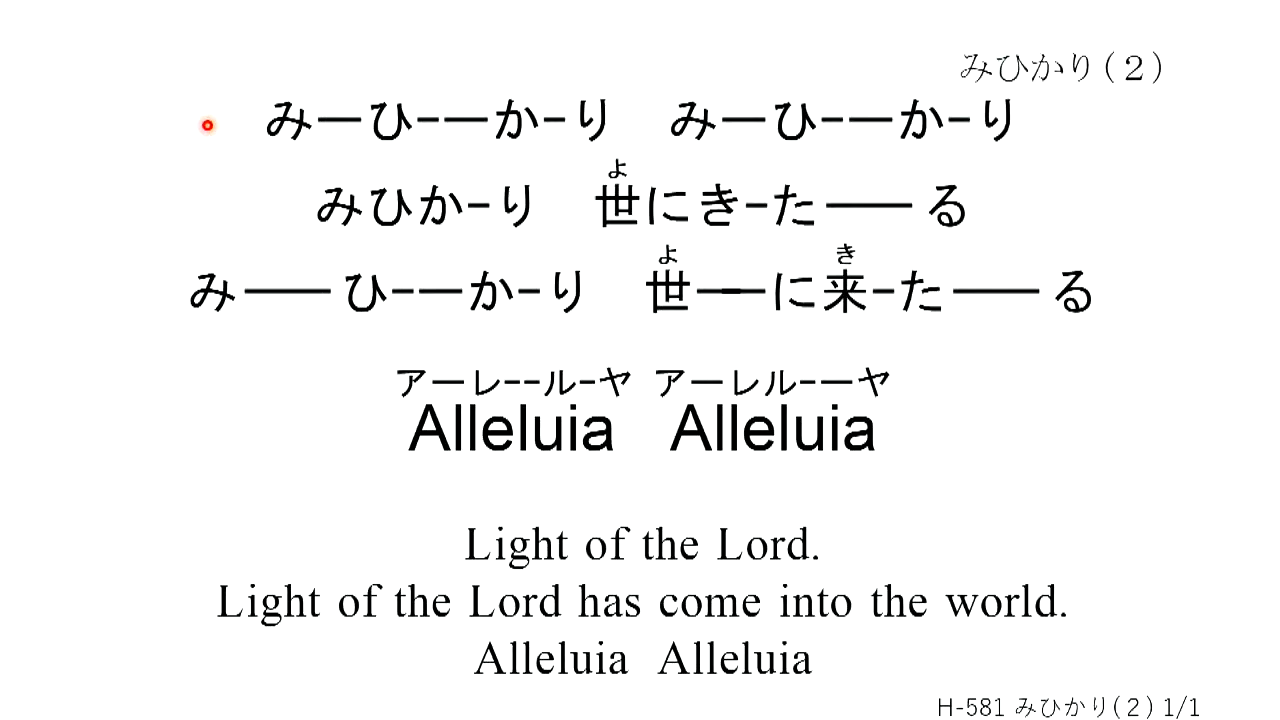 みひかり(２)
みーひ-ーか-り　みーひ-ーか-り
よ
みひか-り　世にき-た――る
よ　き
み――ひ-ーか-り　世――に来-た――る
アーレ--ル-ヤ　アーレル-ーヤ
Alleluia　Alleluia
Light of the Lord.
Light of the Lord has come into the world.
Alleluia　Alleluia
H-581 みひかり(２) 1/1